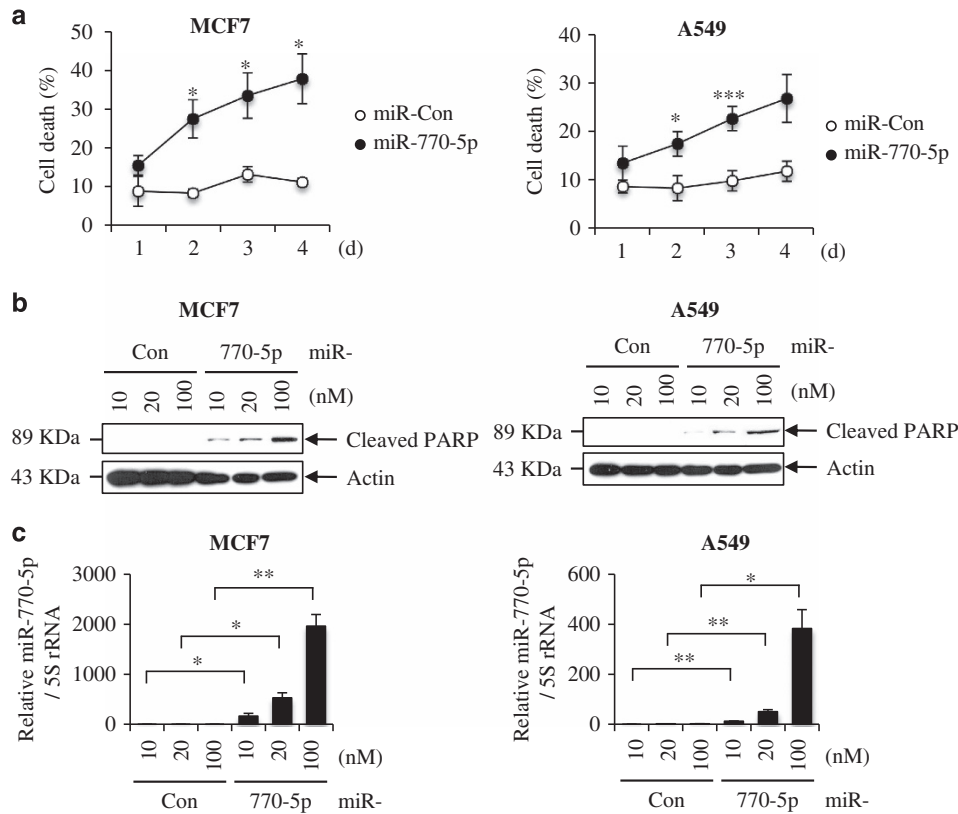 a
MCF7
Cell death (%)
50
40
30
20
10
0
* * *
1 2 3 4 (d)
miR-Con
miR-770-5p
A549
Cell death (%)
40
30
20
10
0
* ***
1 2 3 4 (d)
miR-Con
miR-770-5p
b
MCF7
Con 770-5p miR-
10 20 100 10 20 100 (nM)
89 KDa Cleaved PARP
43 KDa Actin
A549
Con 770-5p miR-
10 20 100 10 20 100 (nM)
89 KDa Cleaved PARP
43 KDa Actin
c
MCF7
Relative miR-770-5p
/ 5S rRNA
3000
2000
1000
0
**
*
*
10 20 100 10 20 100 (nM)
Con 770-5p miR-
A549
Relative miR-770-5p
/ 5S rRNA
600
400
200
0
*
**
**
10 20 100 10 20 100 (nM)
Con 770-5p miR-